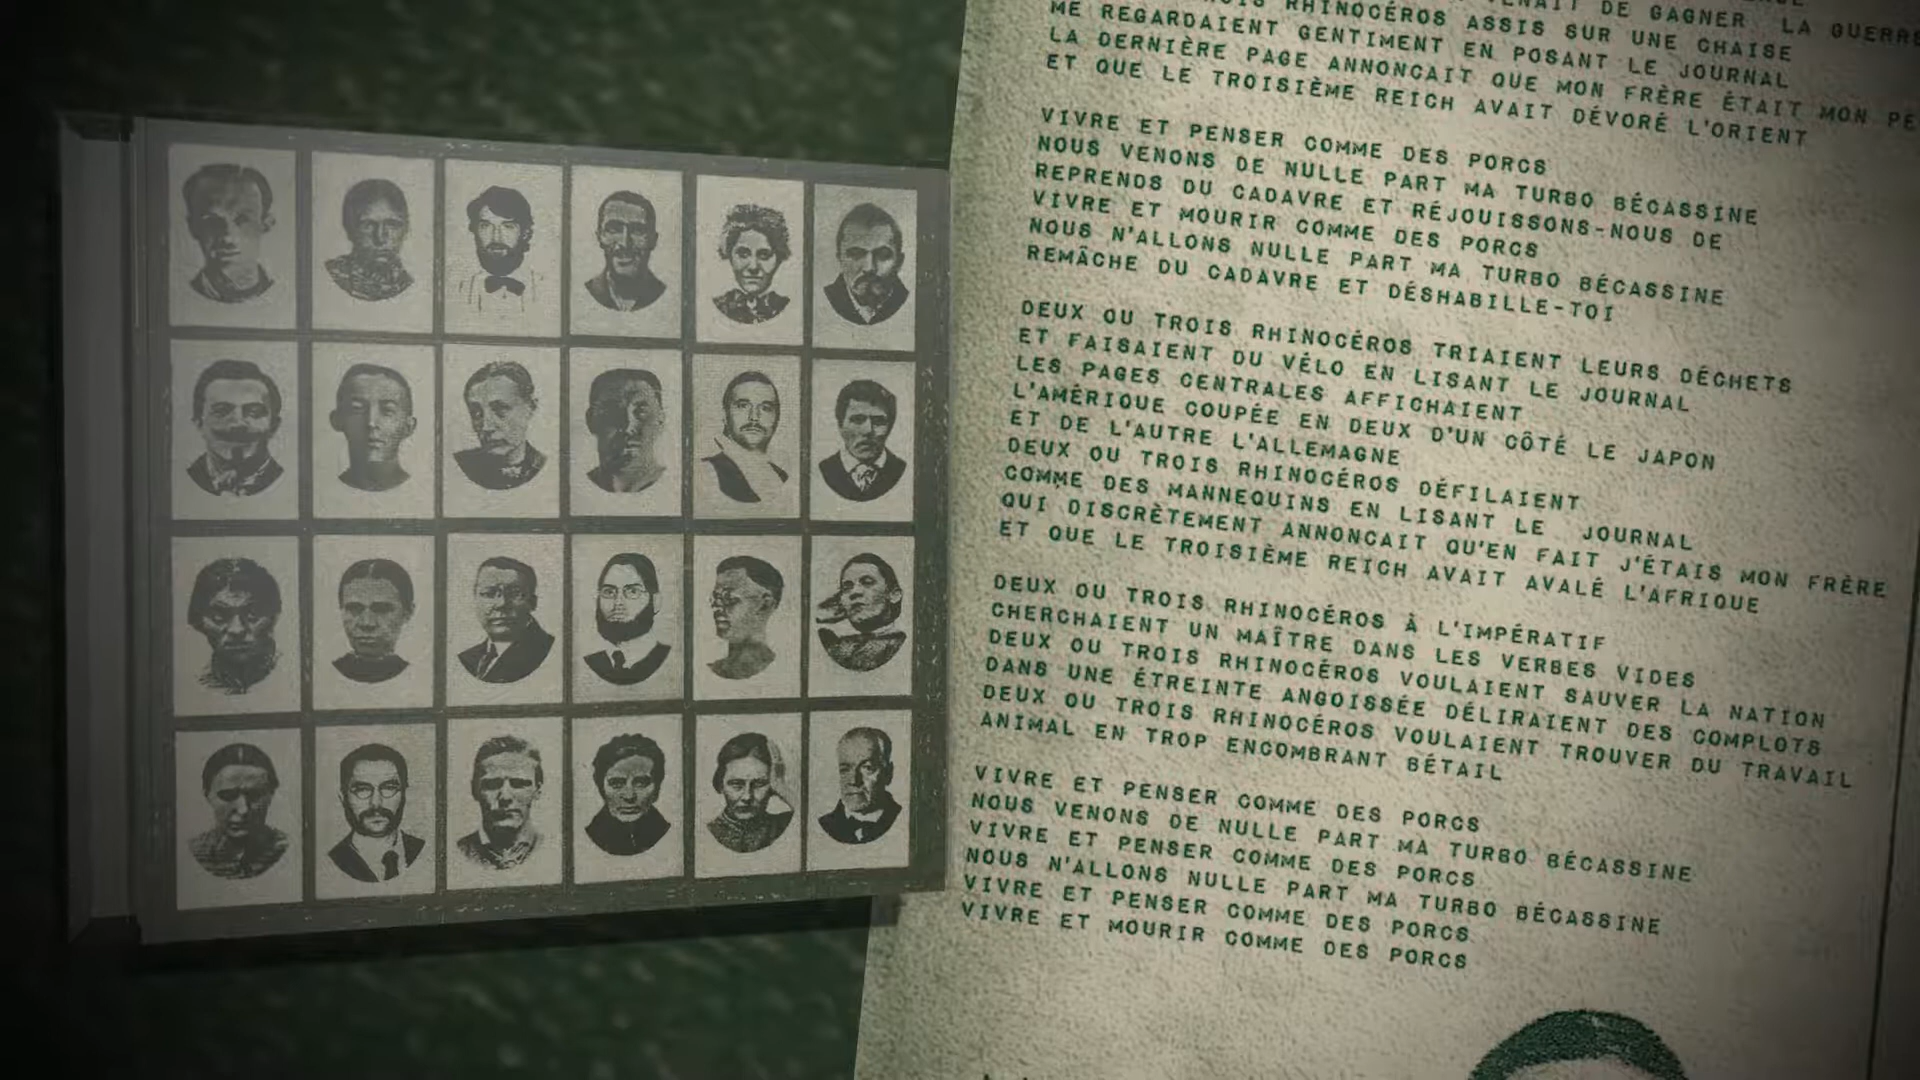 TROIS RHINOCÉROS ASSIS SUR UNE CHAISE
VENAIT DE GAGNER LA GUERRE
ME REGARDAIENT GENTIMENT EN POSANT LE JOURNAL
LA DERNIÈRE PAGE ANNONCAIT QUE MON FRÈRE ÉTAIT MON
ET QUE LE TROISIÈME REICH AVAIT DÉVORÉ L'ORIENT
VIVRE ET PENSER COMME DES PORCS
NOUS VENONS DE NULLE PART MA TURBO BÉCASSINE
REPRENDS DU CADAVRE ET RÉJOUISSONS-NOUS DE
VIVRE ET MOURIR COMME DES PORCS
NOUS N'ALLONS NULLE PART MA TURBO BÉCASSINE
REMÂCHE DU CADAVRE ET DÉSHABILLE-TOI
DEUX OU TROIS RHINOCÉROS TRIAIENT LEURS DÉCHETS
ET FAISAIENT DU VÉLO EN LISANT LE JOURNAL
LES PAGES CENTRALES AFFICHAIENT
L'AMÉRIQUE COUPÉE EN DEUX D'UN CÔTÉ LE JAPON
ET DE L'AUTRE L'ALLEMAGNE
DEUX OU TROIS RHINOCÉROS DÉFILAIENT
COMME DES MANNEQUINS EN LISANT LE JOURNAL
QUI DISCRÈTEMENT ANNONCAIT QU'EN FAIT J'ÉTAIS MON FRÈRE
ET QUE LE TROISIÈME REICH AVAIT AVALÉ L'AFRIQUE
DEUX OU TROIS RHINOCÉROS À L'IMPÉRATIF
CHERCHAIENT UN MAÎTRE DANS LES VERBES VIDES
DEUX OU TROIS RHINOCÉROS VOULAIENT SAUVER LA NATION
DANS UNE ÉTREINTE ANGOISSÉE DÉLIRAIENT DES COMPLOTS
DEUX OU TROIS RHINOCÉROS VOULAIENT TROUVER DU TRAVAIL
ANIMAL EN TROP ENCOMBRANT BÉTAIL
VIVRE ET PENSER COMME DES PORCS
NOUS VENONS DE NULLE PART MA TURBO BÉCASSINE
VIVRE ET PENSER COMME DES PORCS
NOUS N'ALLONS NULLE PART MA TURBO BÉCASSINE
VIVRE ET PENSER COMME DES PORCS
VIVRE ET MOURIR COMME DES PORCS